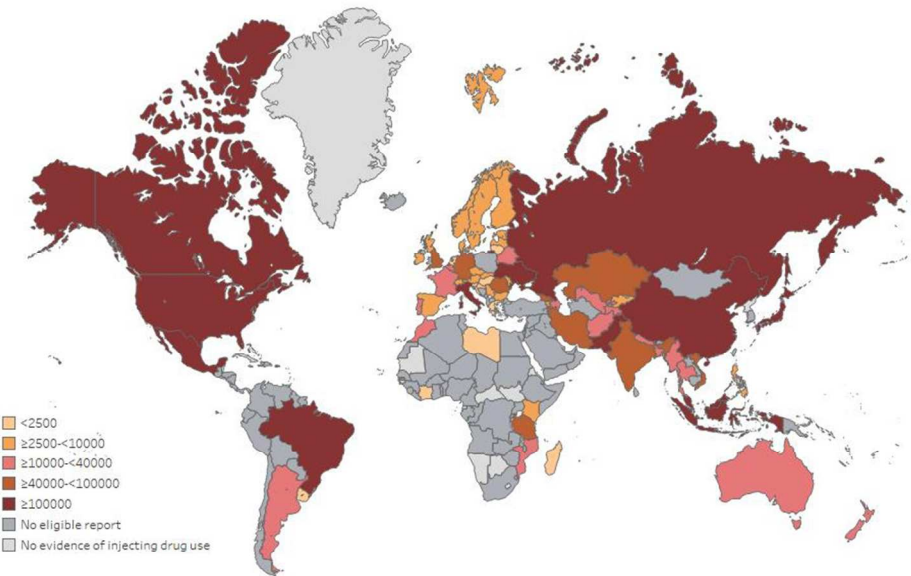 <2500
≥2500-<10000
≥10000-<40000
≥40000-<100000
≥100000
No eligible report
No evidence of injecting drug use